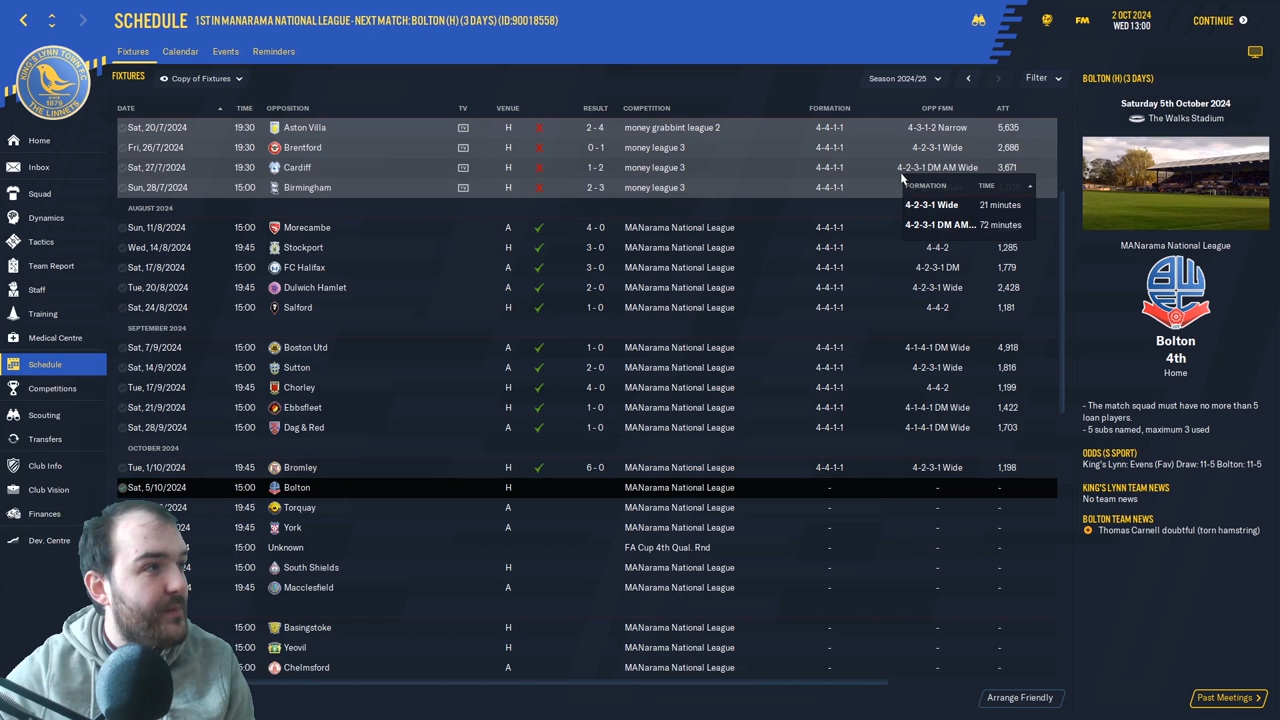 SCHEDULE 1ST IN MANARAMA NATIONAL LEAGUE - NEXT MATCH: BOLTON (H) (3 DAYS) (ID:90018558)
FM
2 OCT 2024
WED 13:00
CONTINUE
Fixtures Calendar Events Reminders
KING'S LYNN TOWN F.C
SINCE
1879
THE LINNETS
FIXTURES Copy of Fixtures Season 2024/25 Filter
DATE TIME OPPOSITION TV VENUE RESULT COMPETITION FORMATION OPP FMN ATT
Sat, 20/7/2024 19:30 Aston Villa TV H 2 - 4 money grabbint league 2 4-4-1-1 4-3-1-2 Narrow 5,635
Fri, 26/7/2024 19:30 Brentford TV H 0 - 1 money league 3 4-4-1-1 4-2-3-1 Wide 2,686
Sat, 27/7/2024 19:30 Cardiff TV H 1 - 2 money league 3 4-4-1-1 4-2-3-1 DM AM Wide 3,671
Sun, 28/7/2024 15:00 Birmingham TV H 2 - 3 money league 3 4-4-1-1
FORMATION TIME
4-2-3-1 Wide 21 minutes
4-2-3-1 DM AM... 72 minutes
AUGUST 2024
Sun, 11/8/2024 15:00 Morecambe A 4 - 0 MANarama National League 4-4-1-1
Wed, 14/8/2024 19:45 Stockport H 3 - 0 MANarama National League 4-4-1-1 4-4-2 1,285
Sat, 17/8/2024 15:00 FC Halifax A 3 - 0 MANarama National League 4-4-1-1 4-2-3-1 DM 1,779
Tue, 20/8/2024 19:45 Dulwich Hamlet A 2 - 0 MANarama National League 4-4-1-1 4-2-3-1 Wide 2,428
Sat, 24/8/2024 15:00 Salford H 1 - 0 MANarama National League 4-4-1-1 4-4-2 1,181
SEPTEMBER 2024
Sat, 7/9/2024 15:00 Boston Utd A 1 - 0 MANarama National League 4-4-1-1 4-1-4-1 DM Wide 4,918
Sat, 14/9/2024 15:00 Sutton A 2 - 0 MANarama National League 4-4-1-1 4-2-3-1 Wide 1,816
Tue, 17/9/2024 19:45 Chorley H 4 - 0 MANarama National League 4-4-1-1 4-4-2 1,199
Sat, 21/9/2024 15:00 Ebbsfleet H 1 - 0 MANarama National League 4-4-1-1 4-1-4-1 DM Wide 1,422
Sat, 28/9/2024 15:00 Dag & Red A 1 - 0 MANarama National League 4-4-1-1 4-1-4-1 DM Wide 1,703
OCTOBER 2024
Tue, 1/10/2024 19:45 Bromley H 6 - 0 MANarama National League 4-4-1-1 4-2-3-1 Wide 1,198
Sat, 5/10/2024 15:00 Bolton H MANarama National League - - -
19:45 Torquay A MANarama National League - - -
19:45 York A MANarama National League - - -
15:00 Unknown FA Cup 4th Qual. Rnd - - -
15:00 South Shields H MANarama National League - - -
19:45 Macclesfield A MANarama National League - - -
15:00 Basingstoke H MANarama National League - - -
15:00 Yeovil H MANarama National League - - -
Chelmsford A MANarama National League - - -
Arrange Friendly
Home
Inbox
Squad
Dynamics
Tactics
Team Report
Staff
Training
Medical Centre
Schedule
Competitions
Scouting
Transfers
Club Info
Club Vision
Finances
Dev. Centre
BOLTON (H) (3 DAYS)
Saturday 5th October 2024
The Walks Stadium
MANarama National League
Bolton
4th
Home
- The match squad must have no more than 5
loan players.
- 5 subs named, maximum 3 used
ODDS (S SPORT)
King's Lynn: Evens (Fav) Draw: 11-5 Bolton: 11-5
KING'S LYNN TEAM NEWS
No team news
BOLTON TEAM NEWS
Thomas Carnell doubtful (torn hamstring)
Past Meetings